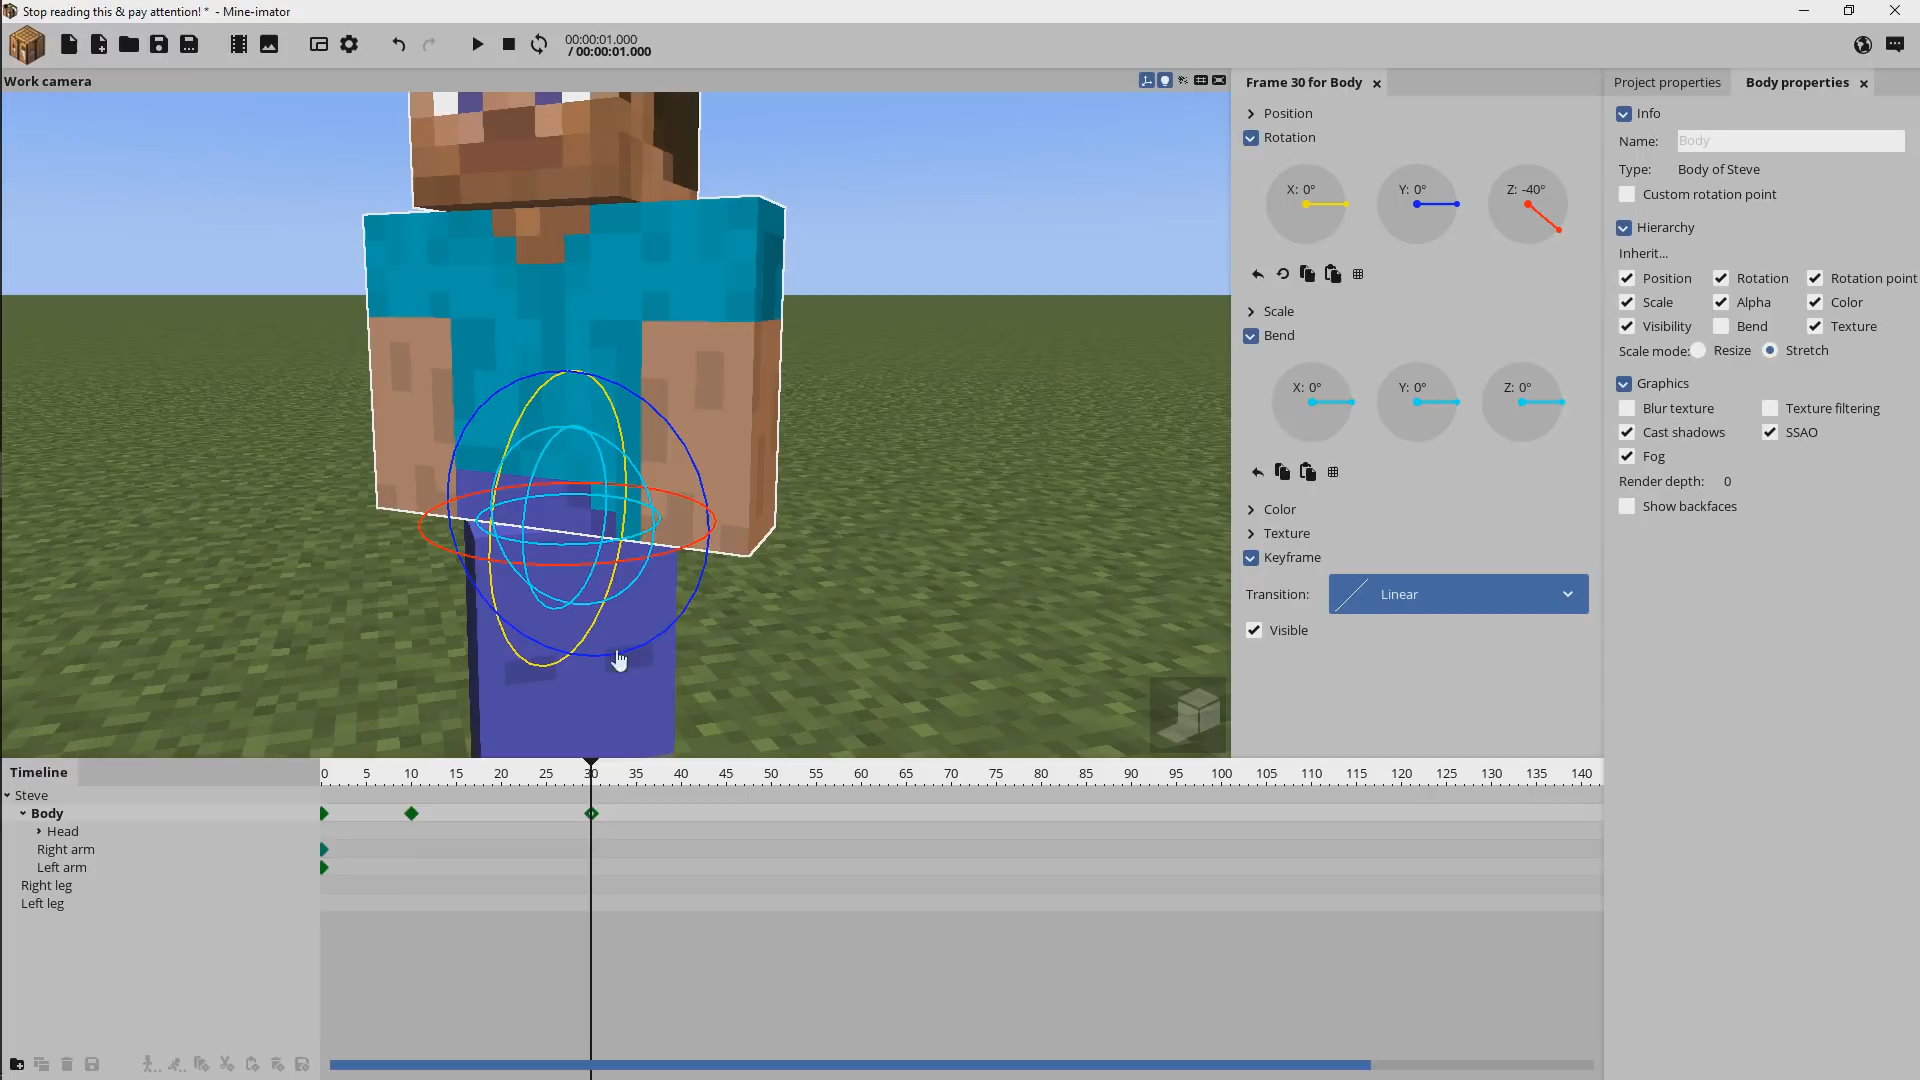 Stop reading this & pay attention! * - Mine-imator
00:00:01.000
/ 00:00:01.000
Work camera
Frame 30 for Body
Position
Rotation
X: 0° Y: 0° Z: -40°
Scale
Bend
X: 0° Y: 0° Z: 0°
Color
Texture
Keyframe
Transition: Linear
Visible
Project properties Body properties
Info
Name: Body
Type: Body of Steve
Custom rotation point
Hierarchy
Inherit...
Position Rotation Rotation point
Scale Alpha Color
Visibility Bend Texture
Scale mode: Resize Stretch
Graphics
Blur texture Texture filtering
Cast shadows SSAO
Fog
Render depth: 0
Show backfaces
Timeline
0 5 10 15 20 25 30 35 40 45 50 55 60 65 70 75 80 85 90 95 100 105 110 115 120 125 130 135 140
Steve
Body
Head
Right arm
Left arm
Right leg
Left leg